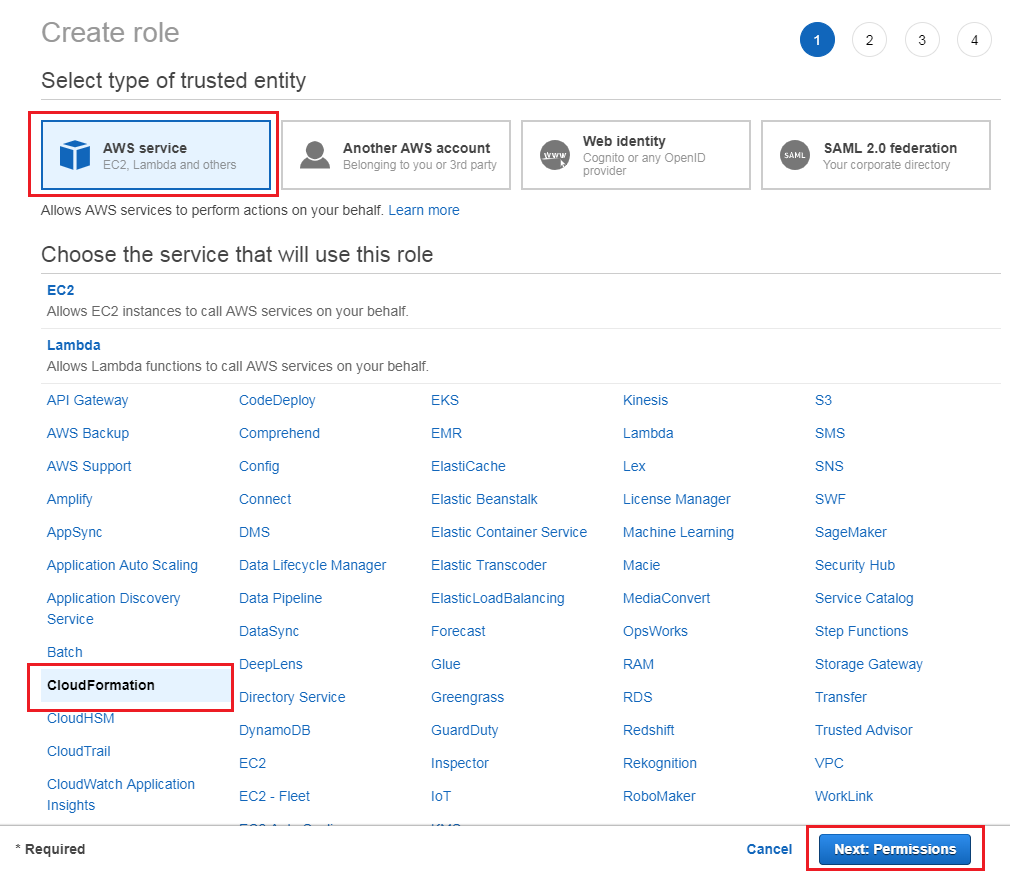 Create role
1 2 3 4
Select type of trusted entity
AWS service
EC2, Lambda and others
Another AWS account
Belonging to you or 3rd party
www
Web identity
Cognito or any OpenID
provider
SAML
SAML 2.0 federation
Your corporate directory
Allows AWS services to perform actions on your behalf. Learn more
Choose the service that will use this role
EC2
Allows EC2 instances to call AWS services on your behalf.
Lambda
Allows Lambda functions to call AWS services on your behalf.
API Gateway
AWS Backup
AWS Support
Amplify
AppSync
Application Auto Scaling
Application Discovery
Service
Batch
CloudFormation
CloudHSM
CloudTrail
CloudWatch Application
Insights
CodeDeploy
Comprehend
Config
Connect
DMS
Data Lifecycle Manager
Data Pipeline
DataSync
DeepLens
Directory Service
DynamoDB
EC2
EC2 - Fleet
EKS
EMR
ElastiCache
Elastic Beanstalk
Elastic Container Service
Elastic Transcoder
ElasticLoadBalancing
Forecast
Glue
Greengrass
GuardDuty
Inspector
IoT
Kinesis
Lambda
Lex
License Manager
Machine Learning
Macie
MediaConvert
OpsWorks
RAM
RDS
Redshift
Rekognition
RoboMaker
S3
SMS
SNS
SWF
SageMaker
Security Hub
Service Catalog
Step Functions
Storage Gateway
Transfer
Trusted Advisor
VPC
WorkLink
* Required
Cancel
Next: Permissions